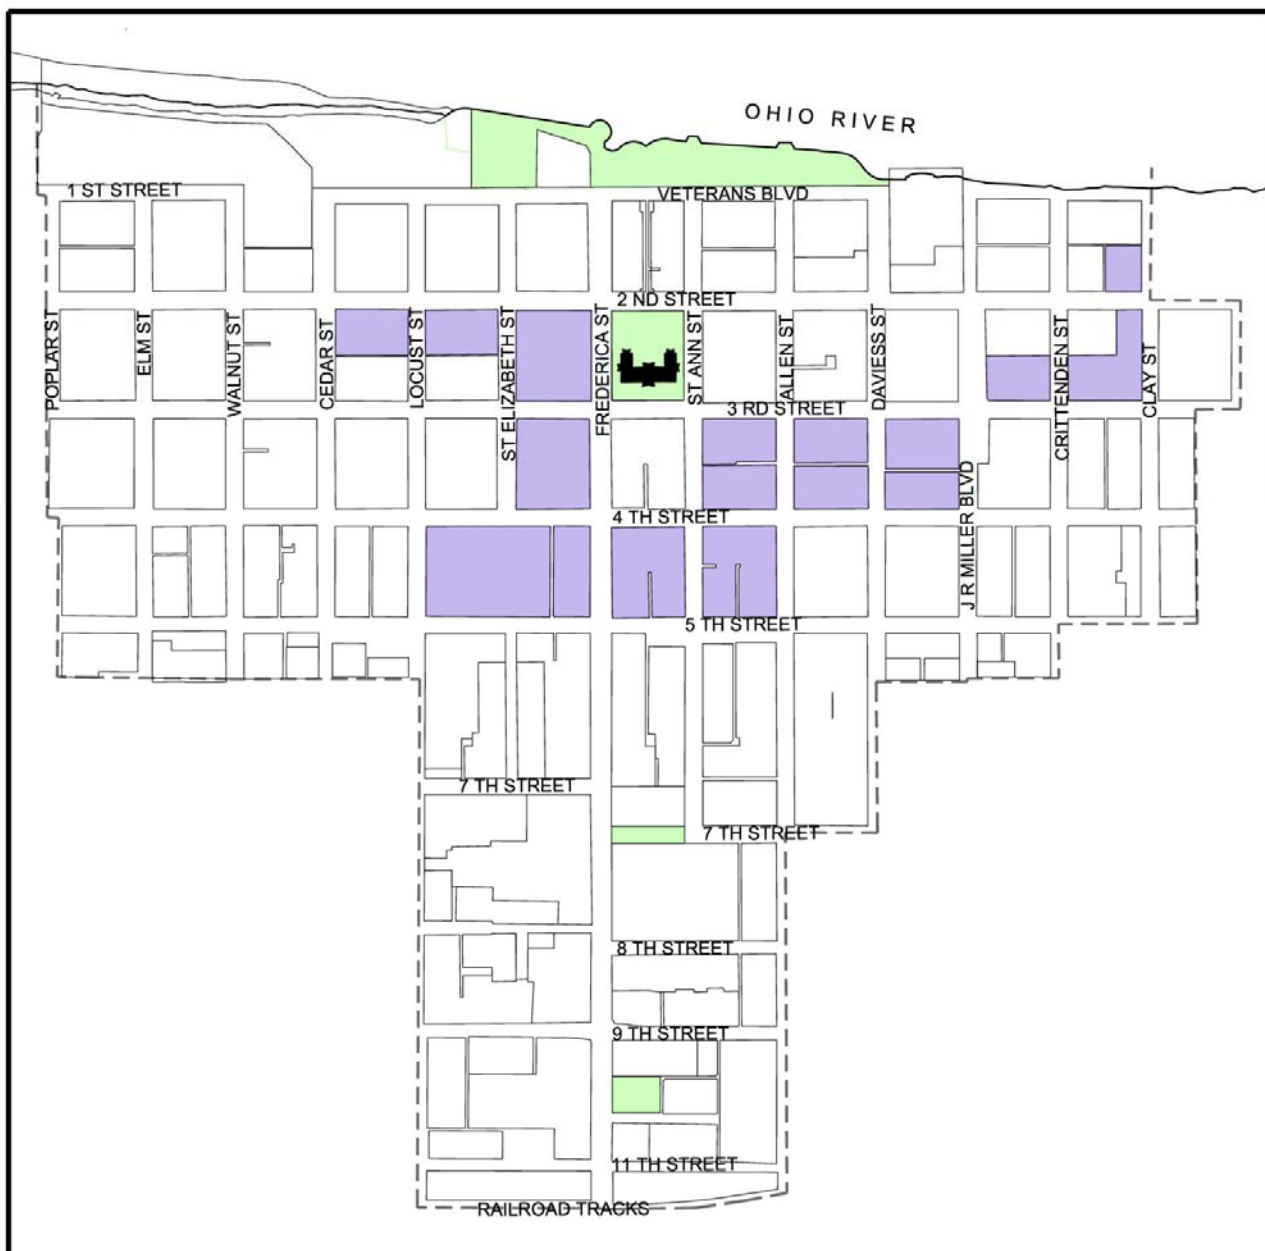 OHIO RIVER
1 ST STREET
VETERANS BLVD
2 ND STREET
POPLAR ST
ELM ST
WALNUT ST
CEDAR ST
LOCUST ST
ST ELIZABETH ST
FREDERICA ST
ST ANN ST
ALLEN ST
DAVIESS ST
CRITTENDEN ST
CLAY ST
3 RD STREET
J R MILLER BLVD
4 TH STREET
5 TH STREET
7 TH STREET
7 TH STREET
8 TH STREET
9 TH STREET
11 TH STREET
RAILROAD TRACKS